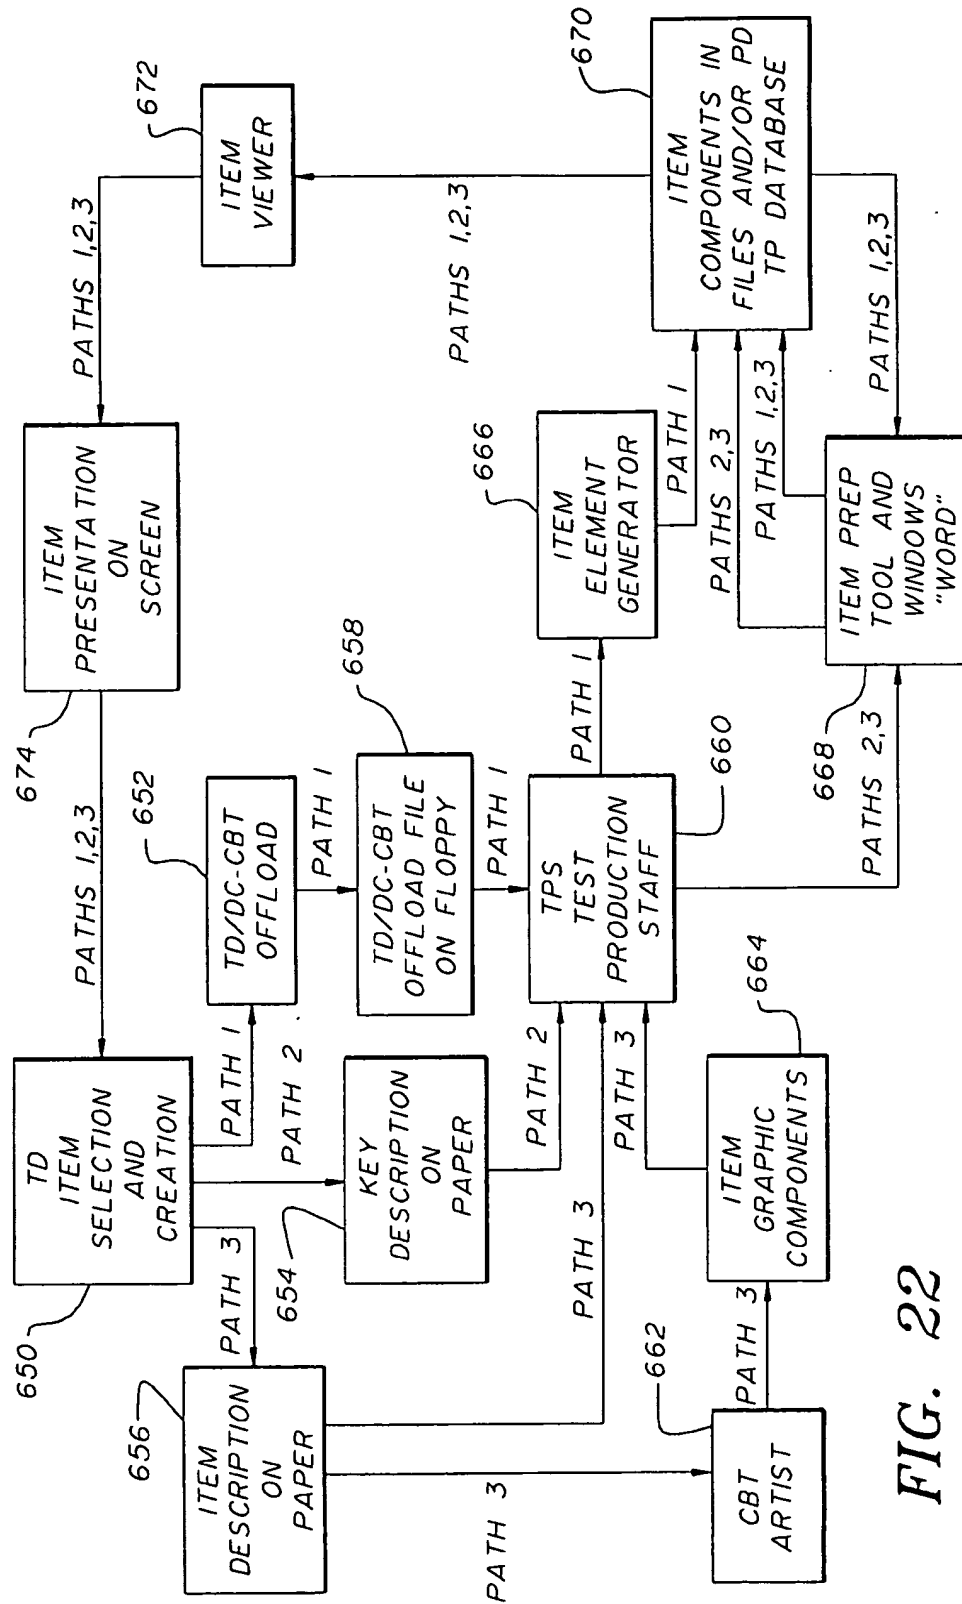 TD
ITEM
SELECTION
AND
CREATION
650
PATHS 1,2,3
ITEM
PRESENTATION
ON
SCREEN
674
PATHS 1,2,3
ITEM
VIEWER
672
PATH 3
PATH 2
PATH 1
TD/DC-CBT
OFFLOAD
652
PATH 1
ITEM
DESCRIPTION
ON
PAPER
656
KEY
DESCRIPTION
ON
PAPER
654
TD/DC-CBT
OFFLOAD FILE
ON FLOPPY
658
PATHS 1,2,3
PATH 3
PATH 3
PATH 2
PATH 1
TPS
TEST
PRODUCTION
STAFF
660
PATH 1
ITEM
ELEMENT
GENERATOR
666
PATH 1
ITEM
COMPONENTS IN
FILES AND/OR PD
TP DATABASE
670
PATH 3
PATHS 2,3
PATHS 1,2,3
CBT
ARTIST
662
PATH 3
ITEM
GRAPHIC
COMPONENTS
664
PATHS 2,3
ITEM PREP
TOOL AND
WINDOWS
"WORD"
668
PATHS 1,2,3
FIG. 22